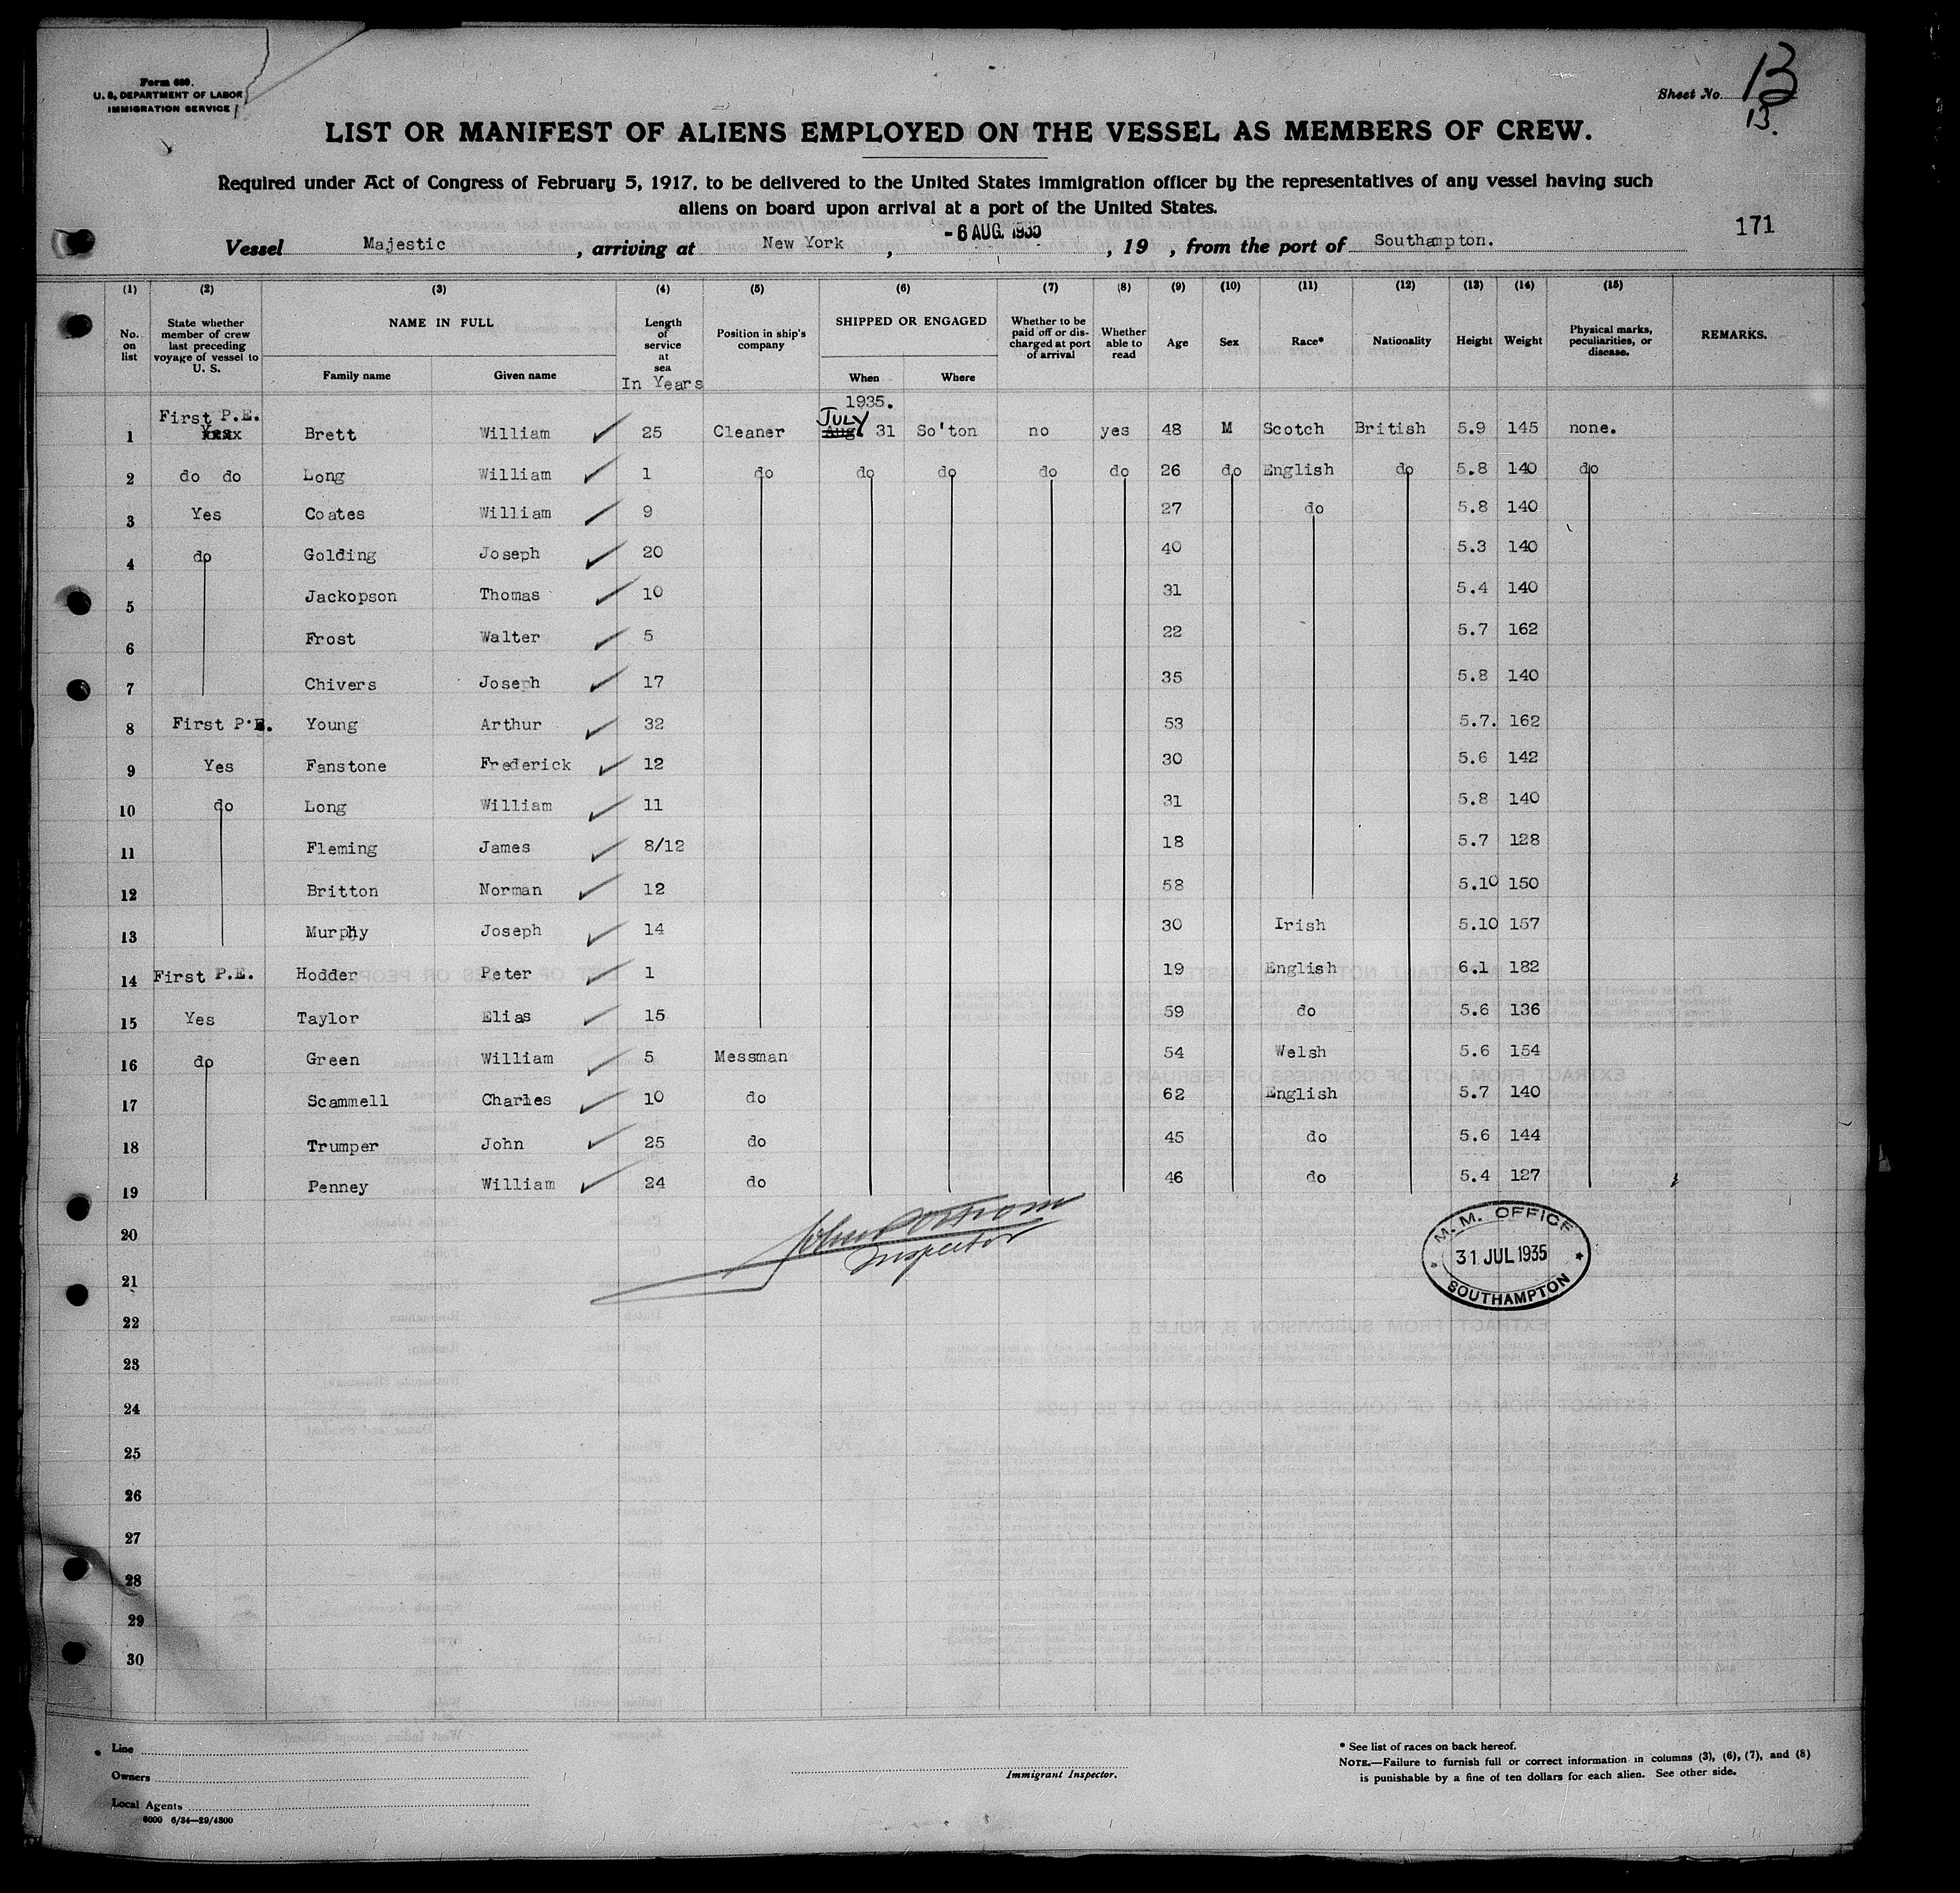 Form 680.
U. S. DEPARTMENT OF LABOR
IMMIGRATION SERVICE
Sheet No. 13
13.
LIST OR MANIFEST OF ALIENS EMPLOYED ON THE VESSEL AS MEMBERS OF CREW.
Required under Act of Congress of February 5, 1917, to be delivered to the United States immigration officer by the representatives of any vessel having such
aliens on board upon arrival at a port of the United States.
171
Vessel Majestic, arriving at New York, -6 AUG. 1935, 19 , from the port of Southampton.
(1) (2) (3) (4) (5) (6) (7) (8) (9) (10) (11) (12) (13) (14) (15)
No. on list
State whether member of crew last preceding voyage of vessel to U. S.
NAME IN FULL
Family name Given name
Length of service at sea
In Years
Position in ship's company
SHIPPED OR ENGAGED
When Where
Whether to be paid off or discharged at port of arrival
Whether able to read
Age Sex Race* Nationality Height Weight
Physical marks, peculiarities, or disease.
REMARKS.
1935.
1 First P.E. Yes Brett William 25 Cleaner JULY Aug. 31 So'ton no yes 48 M Scotch British 5.9 145 none.
2 do do Long William 1 do do do do do 26 do English do 5.8 140 do
3 Yes Coates William 9 27 do 5.8 140
4 do Golding Joseph 20 40 5.3 140
5 Jackopson Thomas 10 31 5.4 140
6 Frost Walter 5 22 5.7 162
7 Chivers Joseph 17 35 5.8 140
8 First P.E. Young Arthur 32 53 5.7. 162
9 Yes Fanstone Frederick 12 30 5.6 142
10 do Long William 11 31 5.8 140
11 Fleming James 8/12 18 5.7 128
12 Britton Norman 12 58 5.10 150
13 Murphy Joseph 14 30 Irish 5.10 157
14 First P.E. Hodder Peter 1 19 English 6.1 182
15 Yes Taylor Elias 15 59 do 5.6 136
16 do Green William 5 Messman 54 Welsh 5.6 154
17 Scammell Charles 10 do 62 English 5.7 140
18 Trumper John 25 do 45 do 5.6 144
19 Penney William 24 do 46 do 5.4 127
20
21
22
23
24
25
26
27
28
29
30
Inspector
M. M. OFFICE
31 JUL 1935
SOUTHAMPTON
Line
Owners
Local Agents
6000 6/34—29/4300
Immigrant Inspector.
* See list of races on back hereof.
NOTE.—Failure to furnish full or correct information in columns (3), (6), (7), and (8)
is punishable by a fine of ten dollars for each alien. See other side.